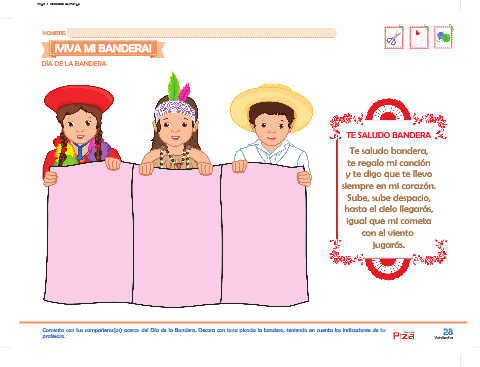 NOMBRE:
¡VIVA MI BANDERA!
DÍA DE LA BANDERA
TE SALUDO BANDERA
Te saludo bandera,
te regalo mi canción
y te digo que te llevo
siempre en mi corazón.
Sube, sube despacio,
hasta el cielo llegarás,
igual que mi cometa
con el viento
jugarás.
Comenta con tus compañeros(as) acerca del Día de la Bandera. Decora con lana picada la bandera, teniendo en cuenta las indicaciones de tu
profesora.
28